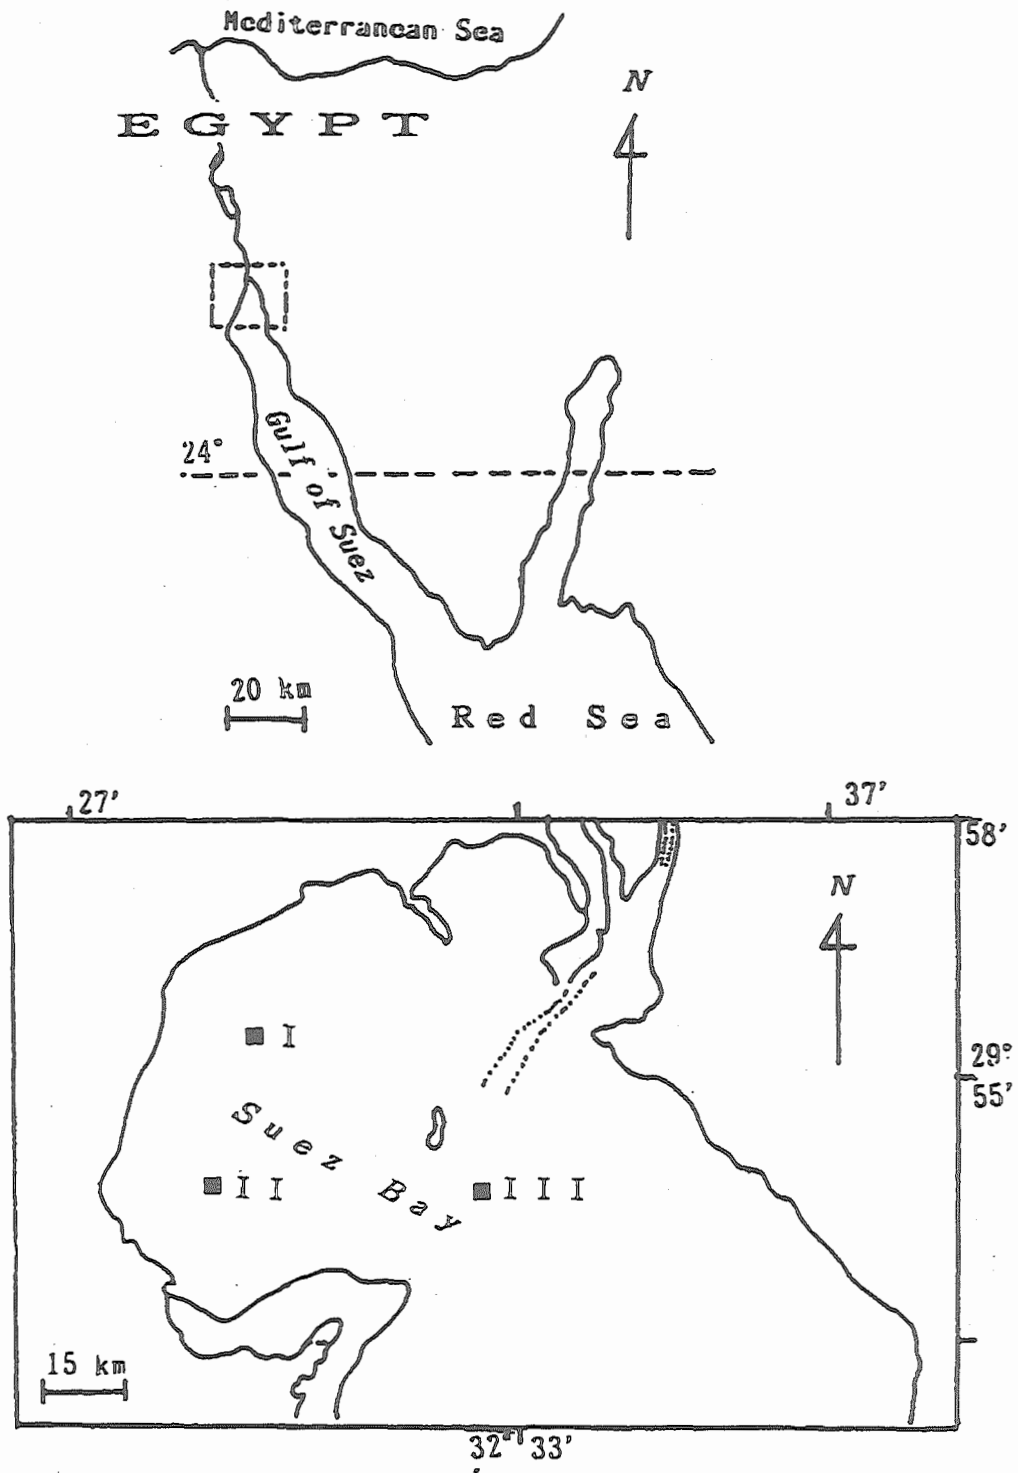 Mediterranean Sea
N
EGYPT
24°
Gulf of Suez
20 km
Red Sea
27'
37'
58'
N
I
29°
55'
Suez Bay
II
III
15 km
32° 33'